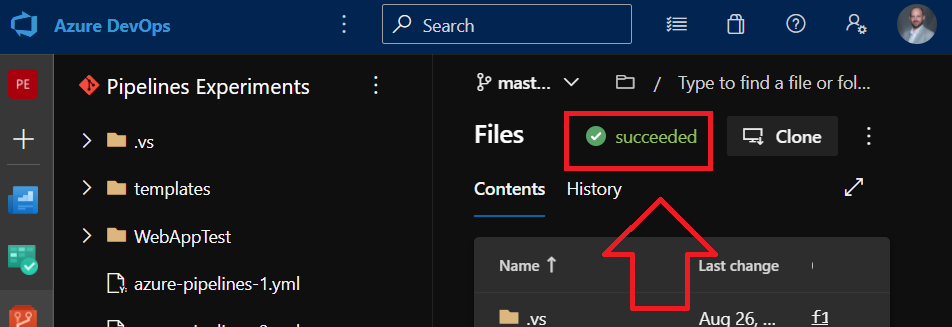 Azure DevOps
Search
PE
Pipelines Experiments
.vs
templates
WebAppTest
azure-pipelines-1.yml
mast...
/
Type to find a file or fol...
Files
succeeded
Clone
Contents
History
Name ↑
Last change
.vs
Aug 26, ...
f1